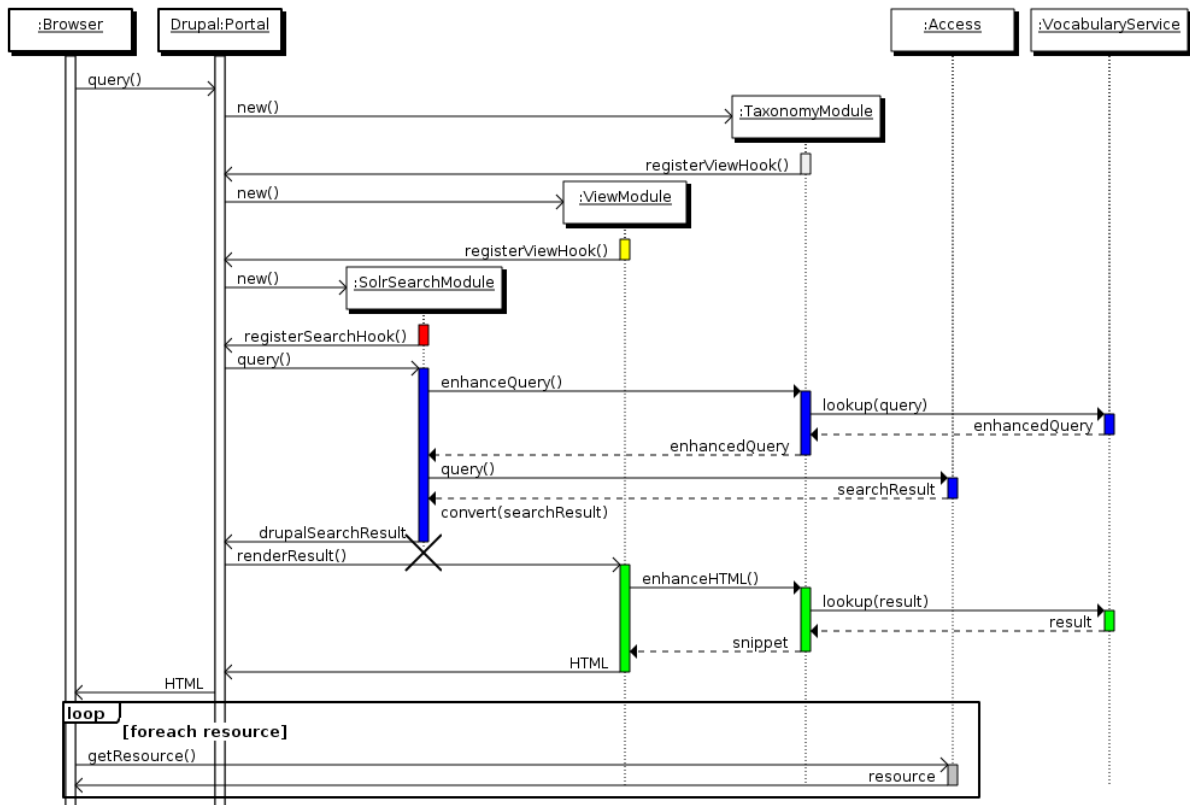 :Browser
Drupal:Portal
:Access
:VocabularyService
query()
new()
:TaxonomyModule
registerViewHook()
new()
:ViewModule
registerViewHook()
new()
:SolrSearchModule
registerSearchHook()
query()
enhanceQuery()
lookup(query)
enhancedQuery
enhancedQuery
query()
searchResult
convert(searchResult)
drupalSearchResult
renderResult()
enhanceHTML()
lookup(result)
result
snippet
HTML
HTML
loop
[foreach resource]
getResource()
resource